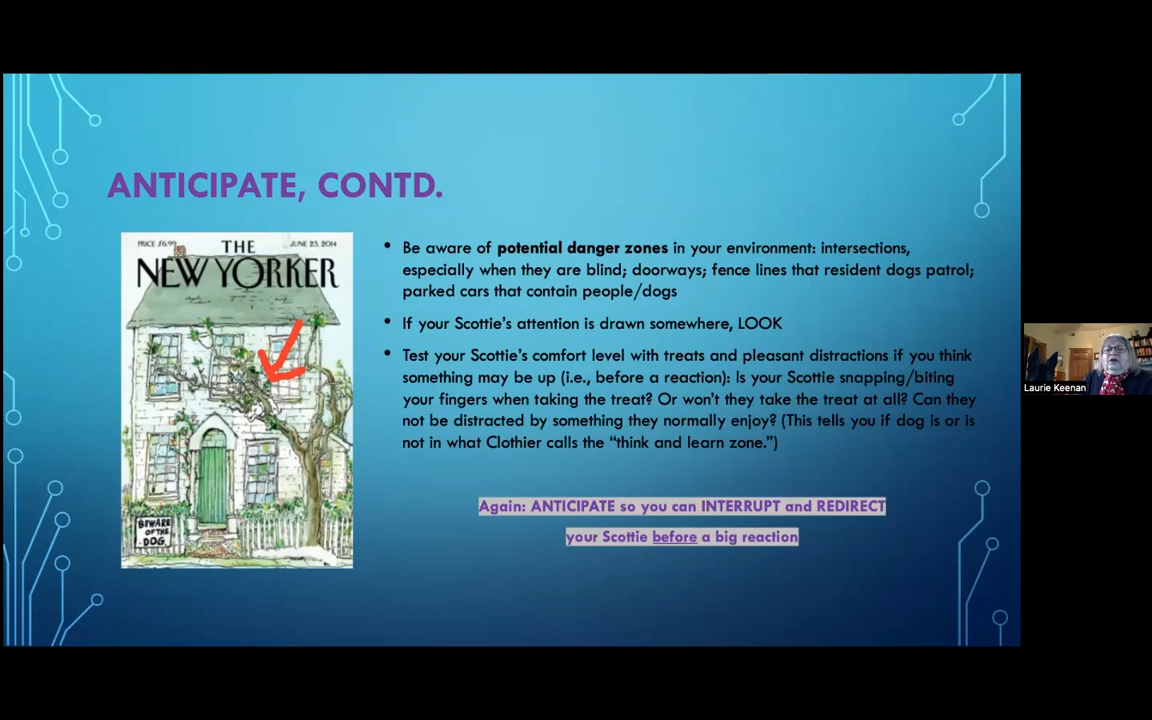 ANTICIPATE, CONTD.
PRICE $6.99 THE JUNE 23, 2014
NEW YORKER
BEWARE
OF THE
DOG
• Be aware of potential danger zones in your environment: intersections,
especially when they are blind; doorways; fence lines that resident dogs patrol;
parked cars that contain people/dogs
• If your Scottie's attention is drawn somewhere, LOOK
• Test your Scottie's comfort level with treats and pleasant distractions if you think
something may be up (i.e., before a reaction): Is your Scottie snapping/biting
your fingers when taking the treat? Or won't they take the treat at all? Can they
not be distracted by something they normally enjoy? (This tells you if dog is or is
not in what Clothier calls the "think and learn zone.")
Again: ANTICIPATE so you can INTERRUPT and REDIRECT
your Scottie before a big reaction
Laurie Keenan